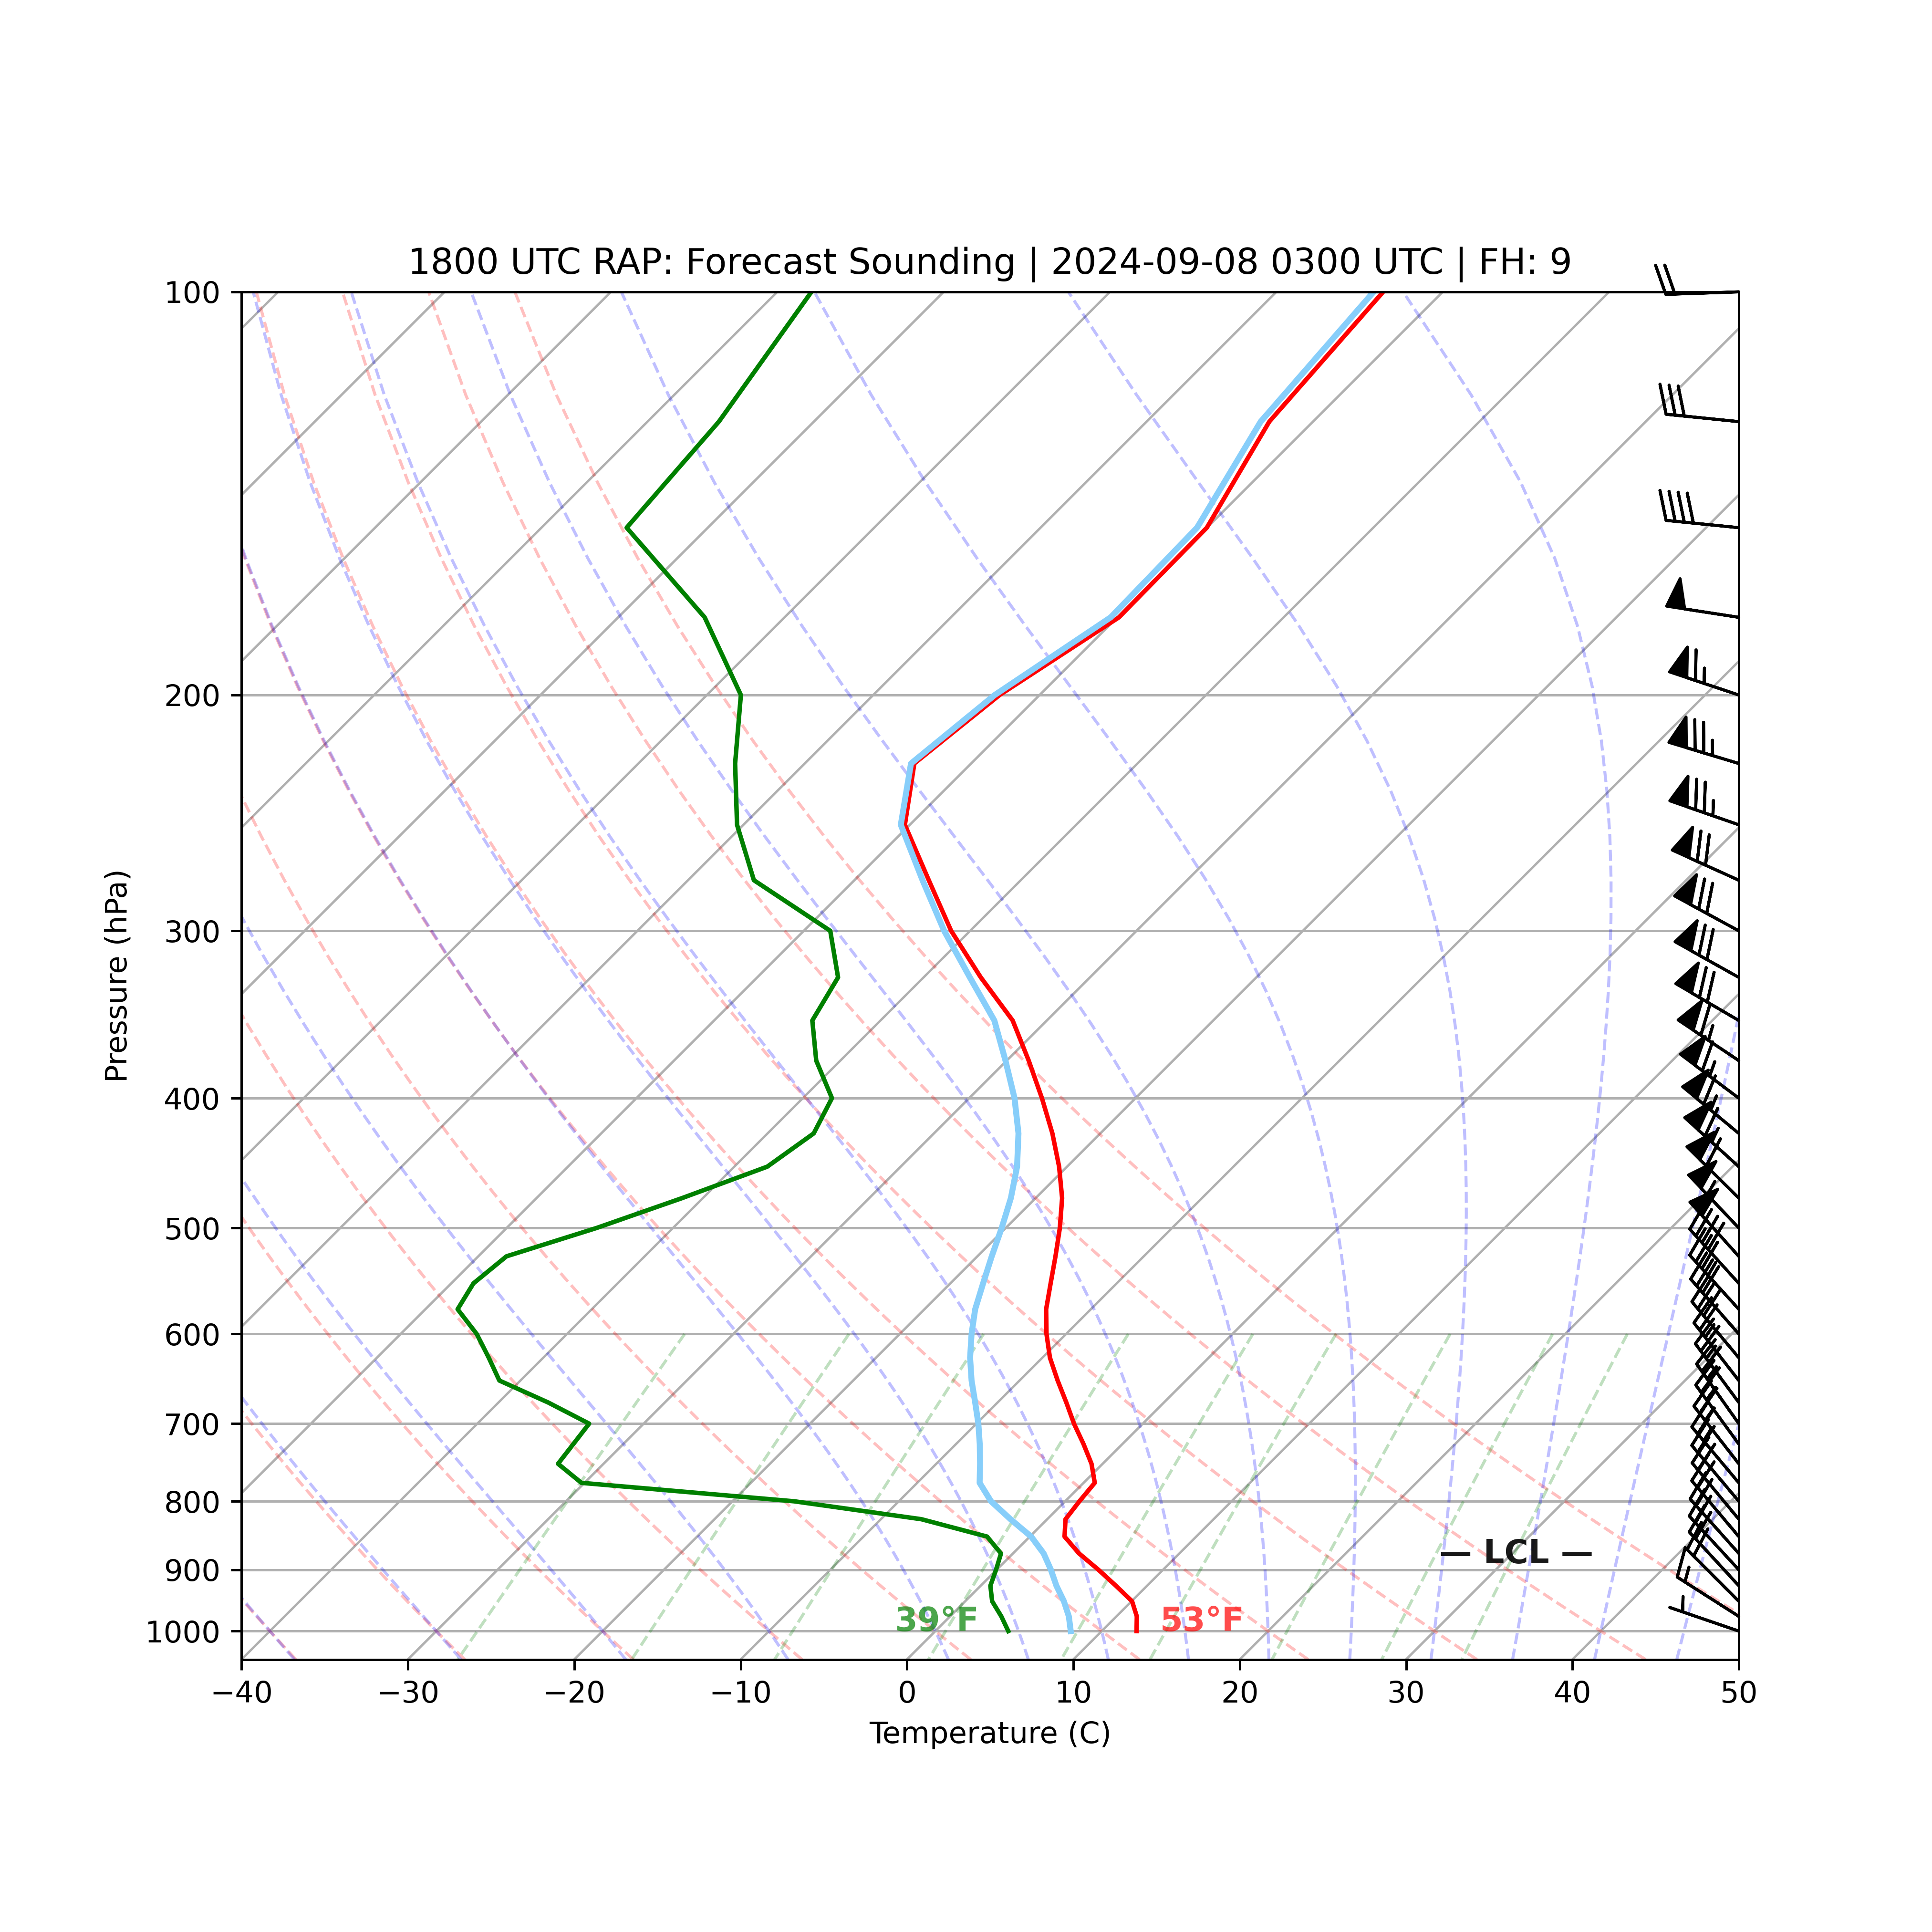 1800 UTC RAP: Forecast Sounding | 2024-09-08 0300 UTC | FH: 9
100
200
300
400
500
600
700
800
900
1000
Pressure (hPa)
— LCL —
39°F
53°F
−40 −30 −20 −10 0 10 20 30 40 50
Temperature (C)